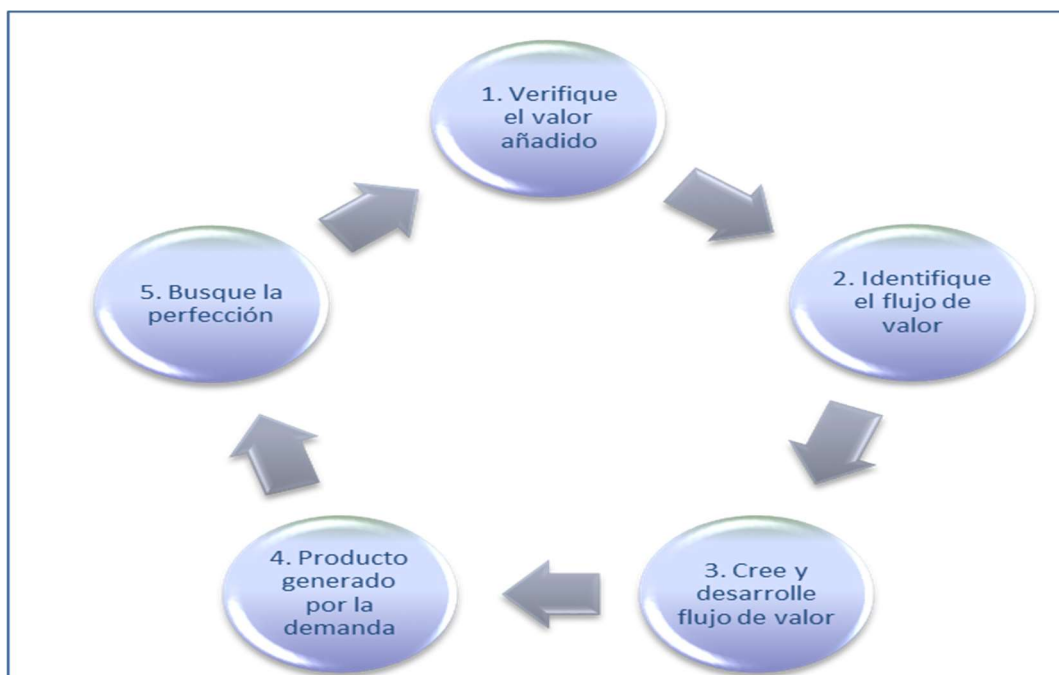 1. Verifique
el valor
añadido
2. Identifique
el flujo de
valor
3. Cree y
desarrolle
flujo de valor
4. Producto
generado
por la
demanda
5. Busque la
perfección